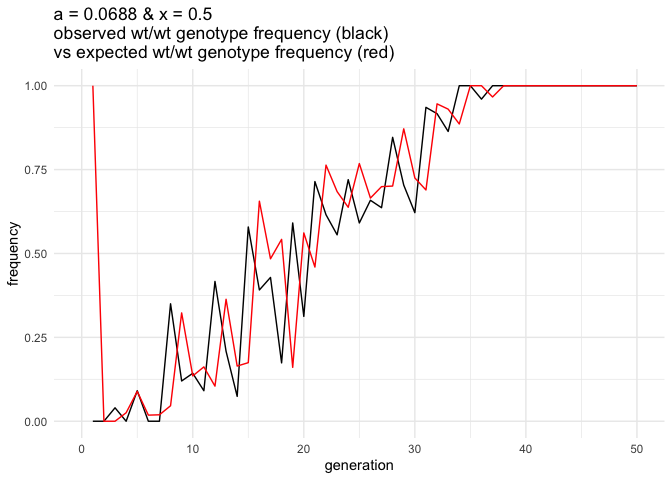 a = 0.0688 & x = 0.5
observed wt/wt genotype frequency (black)
vs expected wt/wt genotype frequency (red)
1.00
0.75
0.50
0.25
0.00
frequency
0 10 20 30 40 50
generation